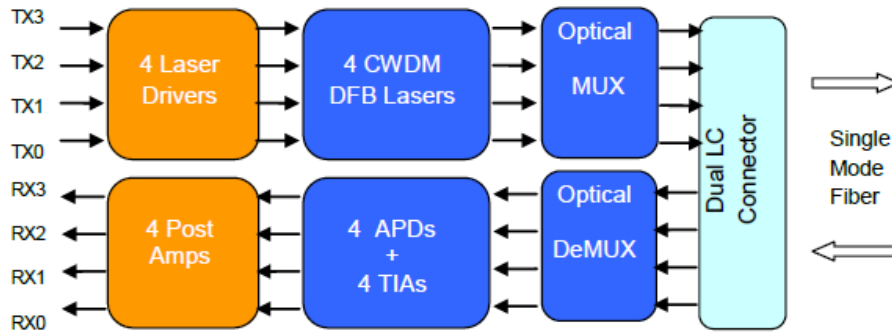 TX3
TX2
TX1
TX0
4 Laser
Drivers
4 CWDM
DFB Lasers
Optical
MUX
Dual LC
Connector
Single
Mode
Fiber
RX3
RX2
RX1
RX0
4 Post
Amps
4 APDs
+
4 TIAs
Optical
DeMUX